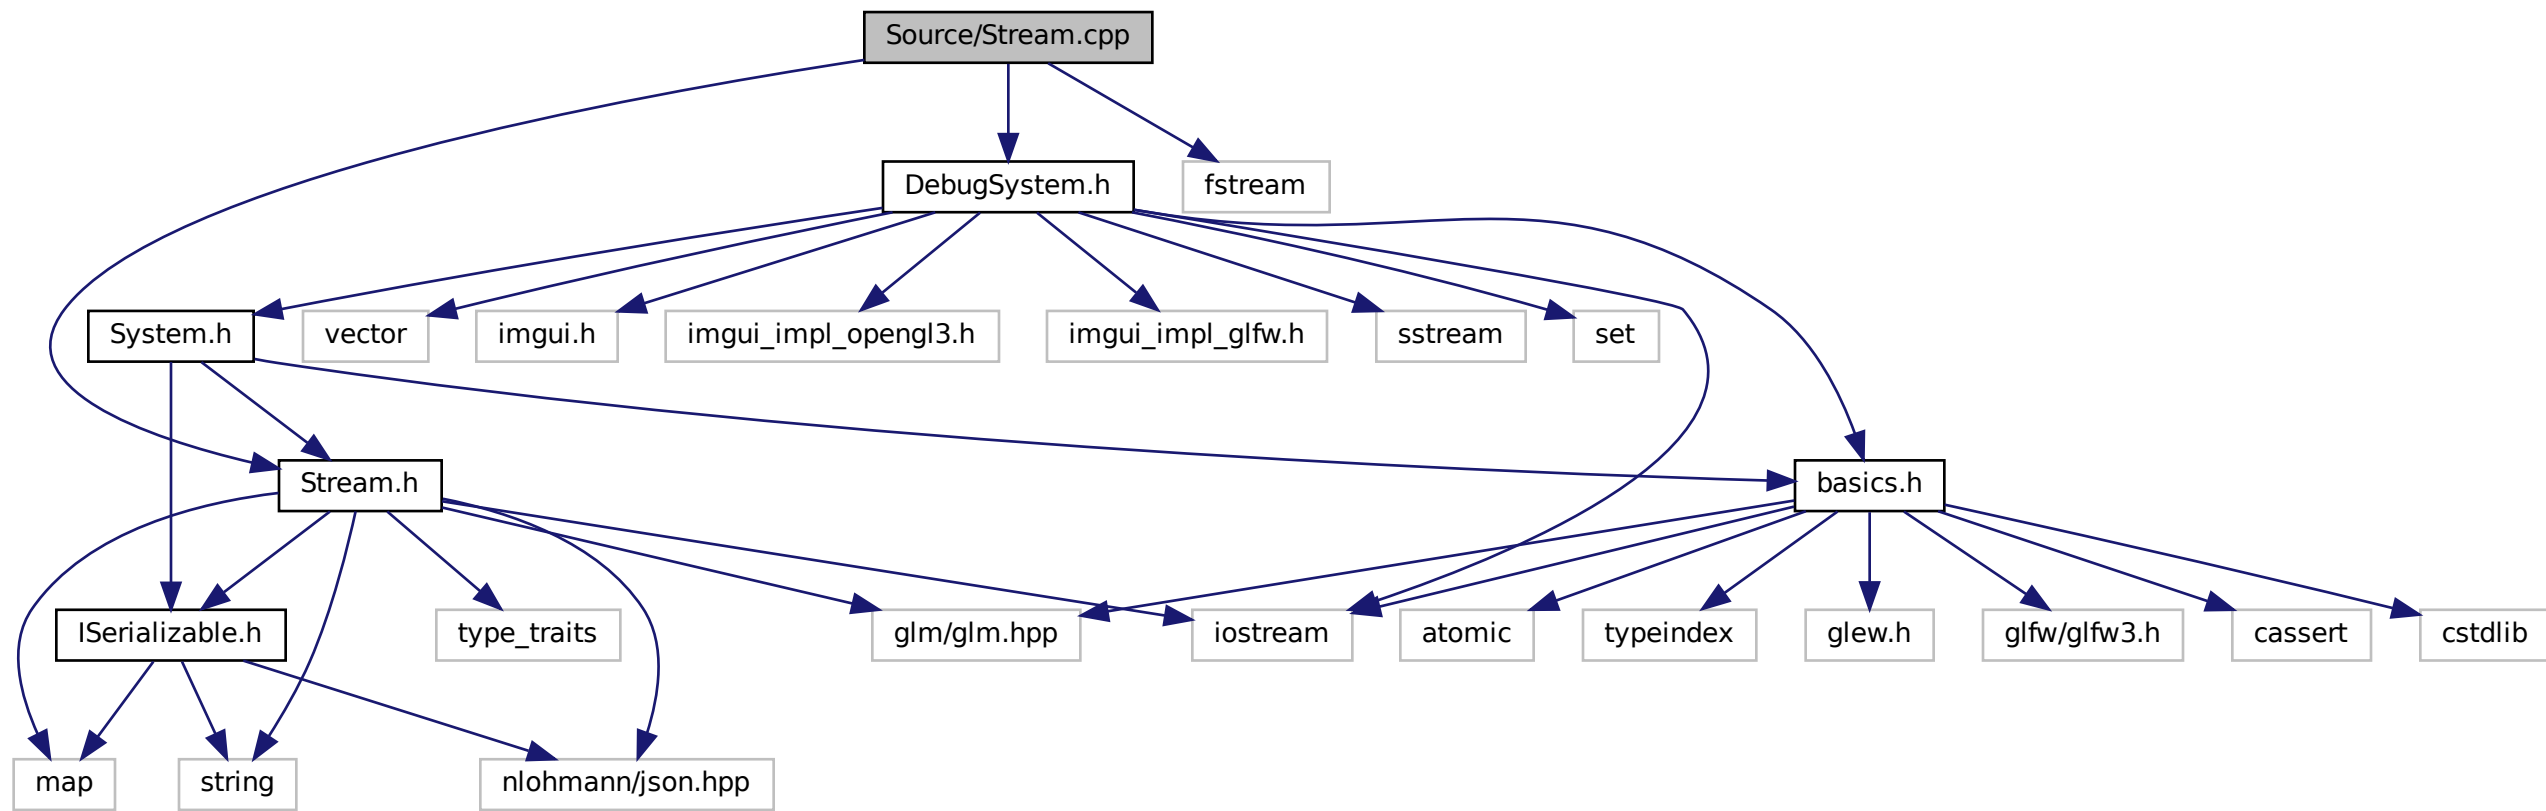 Source/Stream.cpp
DebugSystem.h
fstream
System.h
vector
imgui.h
imgui_impl_opengl3.h
imgui_impl_glfw.h
sstream
set
Stream.h
basics.h
ISerializable.h
type_traits
glm/glm.hpp
iostream
atomic
typeindex
glew.h
glfw/glfw3.h
cassert
cstdlib
map
string
nlohmann/json.hpp